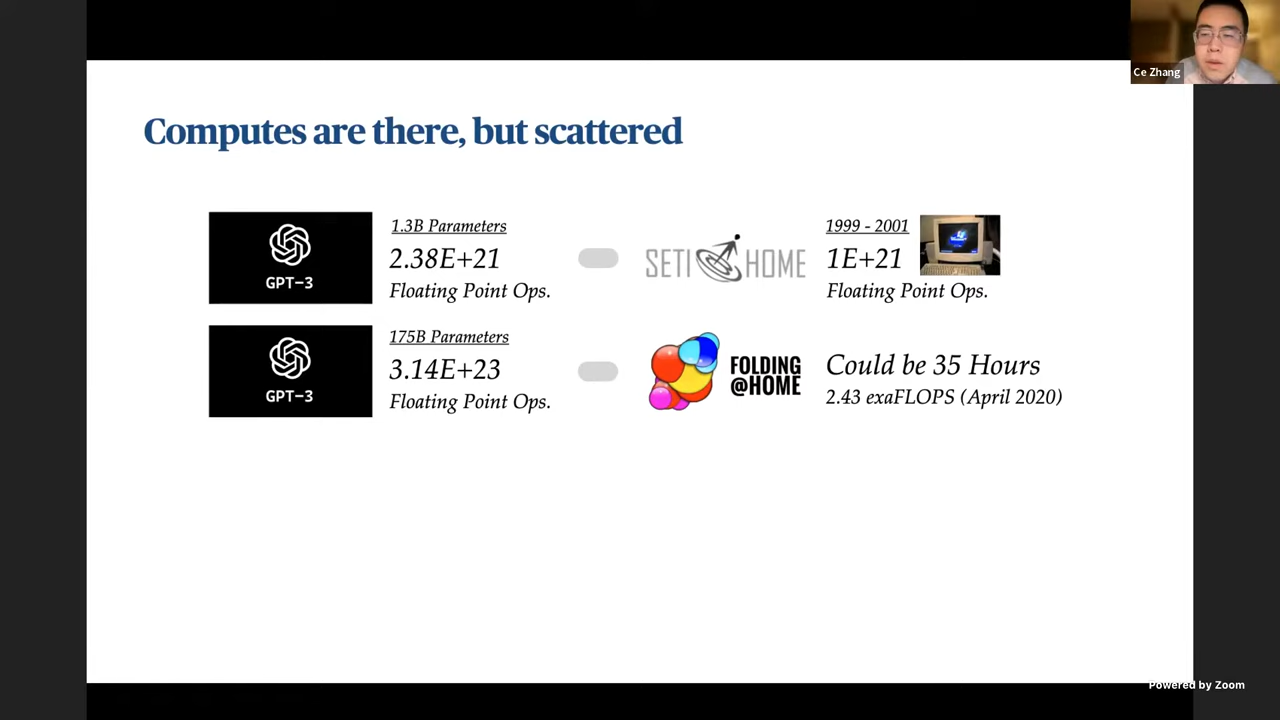 Ce Zhang
Computes are there, but scattered
GPT-3
1.3B Parameters
2.38E+21
Floating Point Ops.
SETI HOME
1999 - 2001
1E+21
Floating Point Ops.
GPT-3
175B Parameters
3.14E+23
Floating Point Ops.
FOLDING
@HOME
Could be 35 Hours
2.43 exaFLOPS (April 2020)
Powered by Zoom